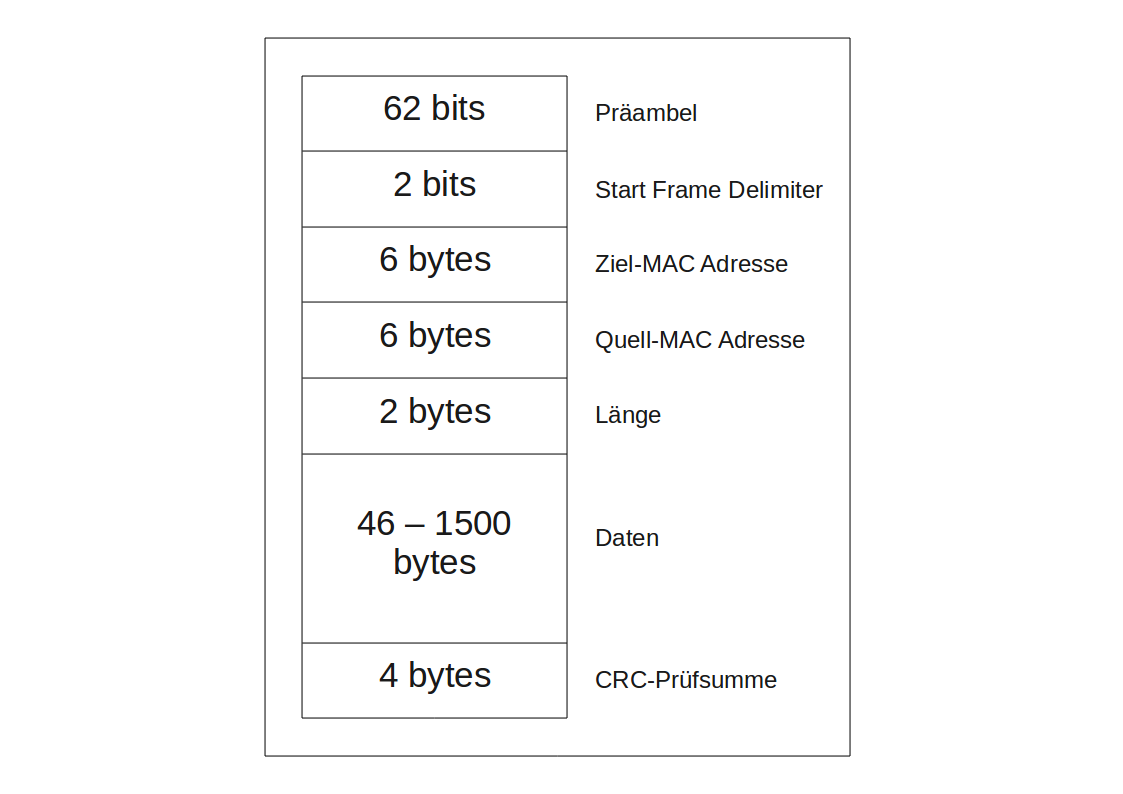 62 bits
Präambel
2 bits
Start Frame Delimiter
6 bytes
Ziel-MAC Adresse
6 bytes
Quell-MAC Adresse
2 bytes
Länge
46 – 1500
bytes
Daten
4 bytes
CRC-Prüfsumme